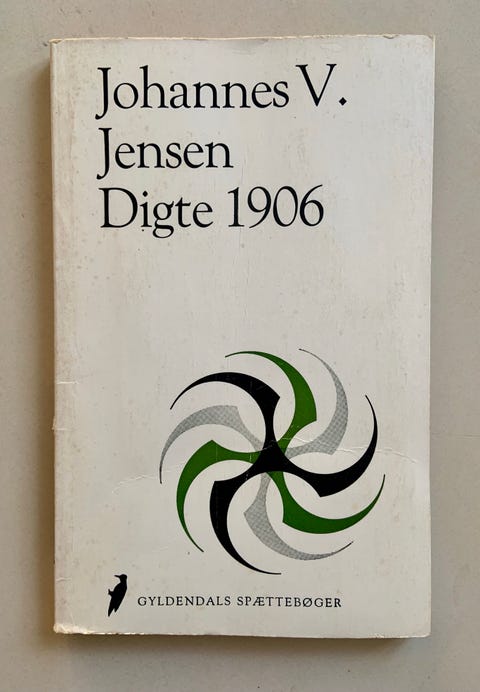 Johannes V.
Jensen
Digte 1906
GYLDENDALS SPÆTTEBØGER